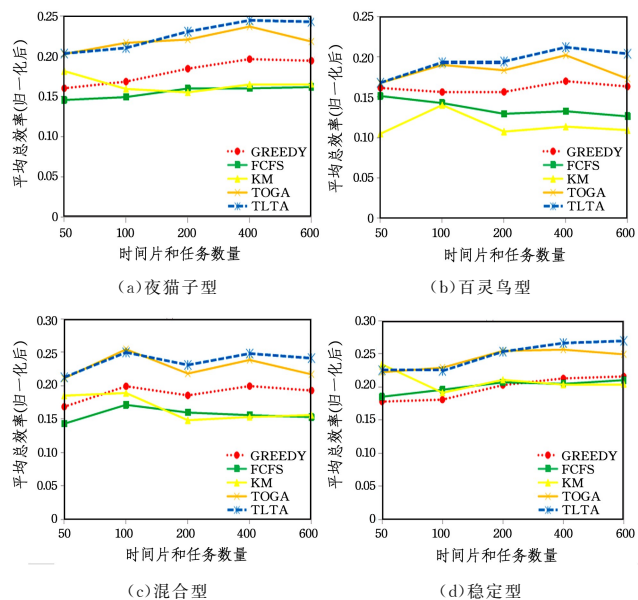 0.25
0.20
0.15
0.10
0.05
0
50
100
200
400
600
平均总效率(归一化后)
时间片和任务数量
GREEDY
FCFS
KM
TOGA
TLTA
(a)夜猫子型
0.25
0.20
0.15
0.10
0.05
0
50
100
200
400
600
平均总效率(归一化后)
时间片和任务数量
GREEDY
FCFS
KM
TOGA
TLTA
(b)百灵鸟型
0.30
0.25
0.20
0.15
0.10
0.05
0
50
100
200
400
600
平均总效率(归一化后)
时间片和任务数量
GREEDY
FCFS
KM
TOGA
TLTA
(c)混合型
0.30
0.25
0.20
0.15
0.10
0.05
0
50
100
200
400
600
平均总效率(归一化后)
时间片和任务数量
GREEDY
FCFS
KM
TOGA
TLTA
(d)稳定型